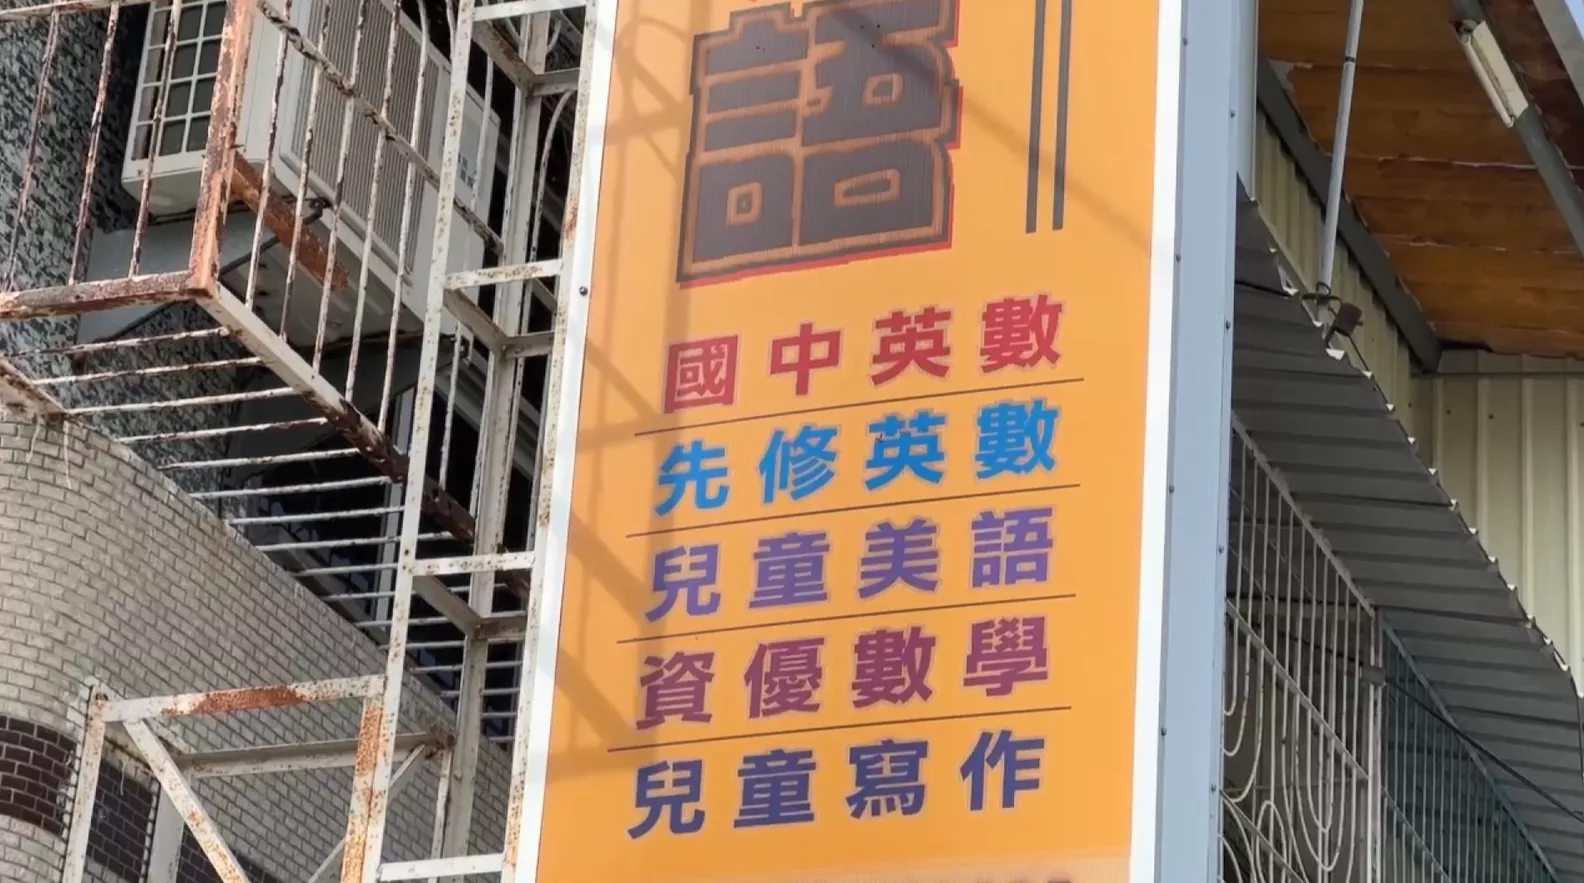 語
國中英數
先修英數
兒童美語
資優數學
兒童寫作